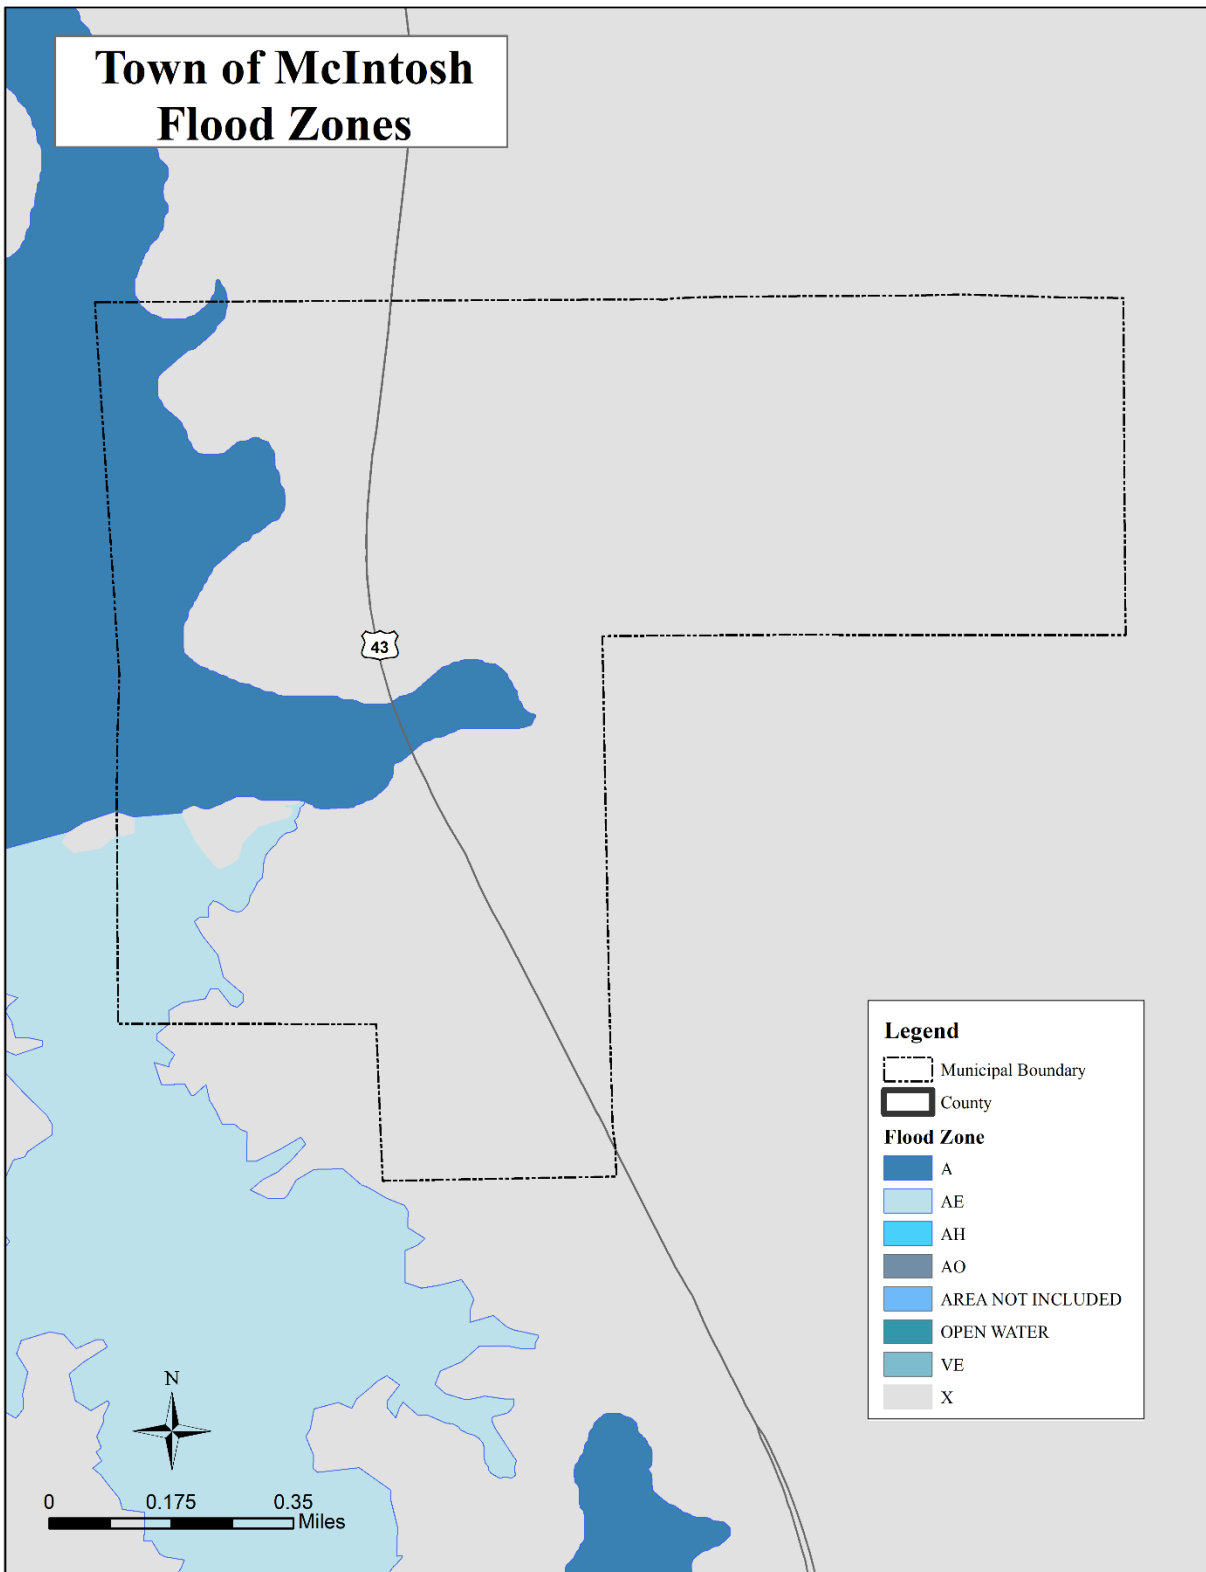 Town of McIntosh
Flood Zones
43
Legend
Municipal Boundary
County
Flood Zone
A
AE
AH
AO
AREA NOT INCLUDED
OPEN WATER
VE
X
N
0 0.175 0.35
Miles